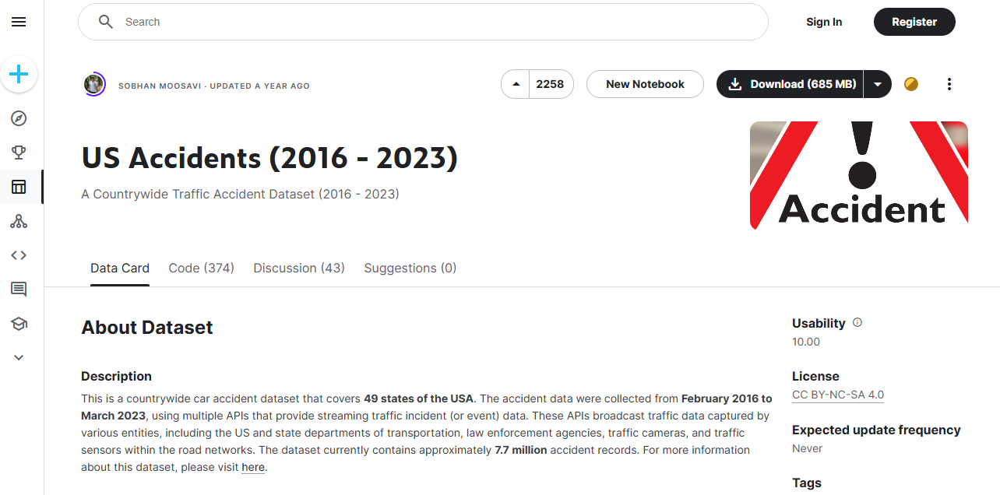 Search
Sign In
Register
SOBHAN MOOSAVI · UPDATED A YEAR AGO
2258
New Notebook
Download (685 MB)
US Accidents (2016 - 2023)
A Countrywide Traffic Accident Dataset (2016 - 2023)
Accident
Data Card
Code (374)
Discussion (43)
Suggestions (0)
About Dataset
Description
This is a countrywide car accident dataset that covers 49 states of the USA. The accident data were collected from February 2016 to
March 2023, using multiple APIs that provide streaming traffic incident (or event) data. These APIs broadcast traffic data captured by
various entities, including the US and state departments of transportation, law enforcement agencies, traffic cameras, and traffic
sensors within the road networks. The dataset currently contains approximately 7.7 million accident records. For more information
about this dataset, please visit here.
Usability
10.00
License
CC BY-NC-SA 4.0
Expected update frequency
Never
Tags